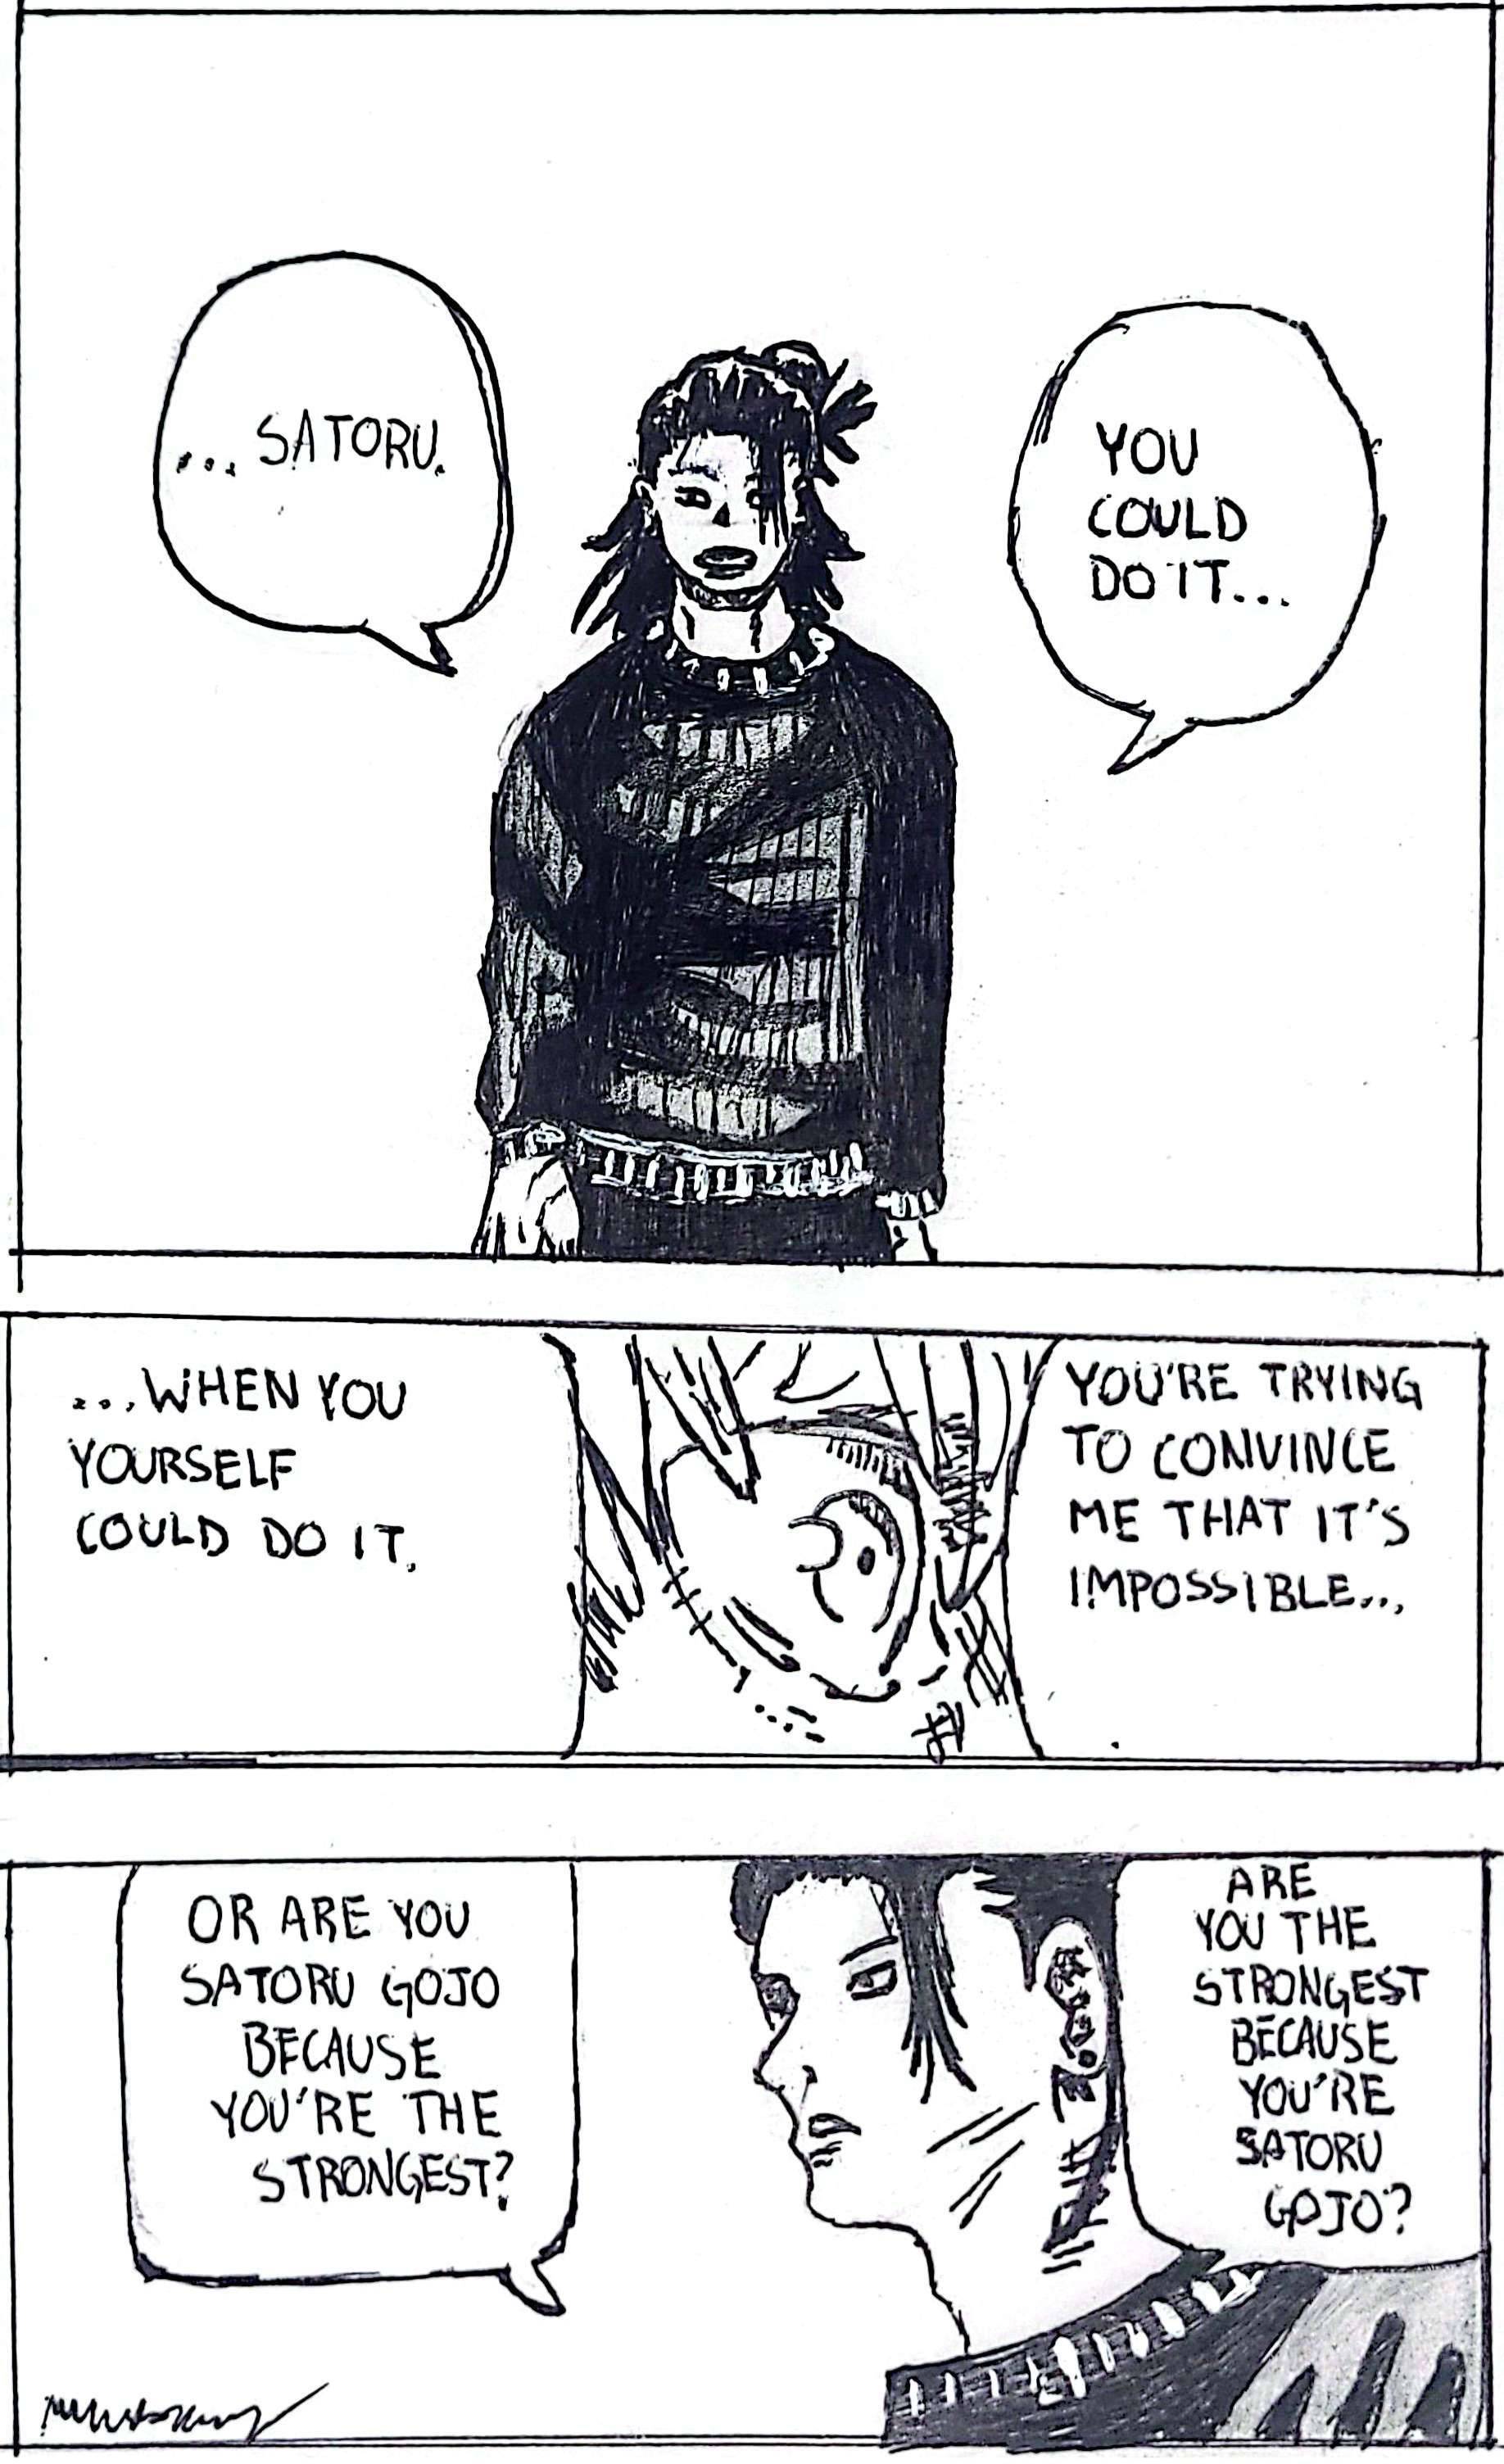 YOU
COULD
DO IT...
...SATORU.
YOU'RE TRYING
TO CONVINCE
ME THAT IT'S
IMPOSSIBLE...
...WHEN YOU
YOURSELF
COULD DO IT.
ARE
YOU THE
STRONGEST
BECAUSE
YOU'RE
SATORU
GOJO?
OR ARE YOU
SATORU GOJO
BECAUSE
YOU'RE THE
STRONGEST?